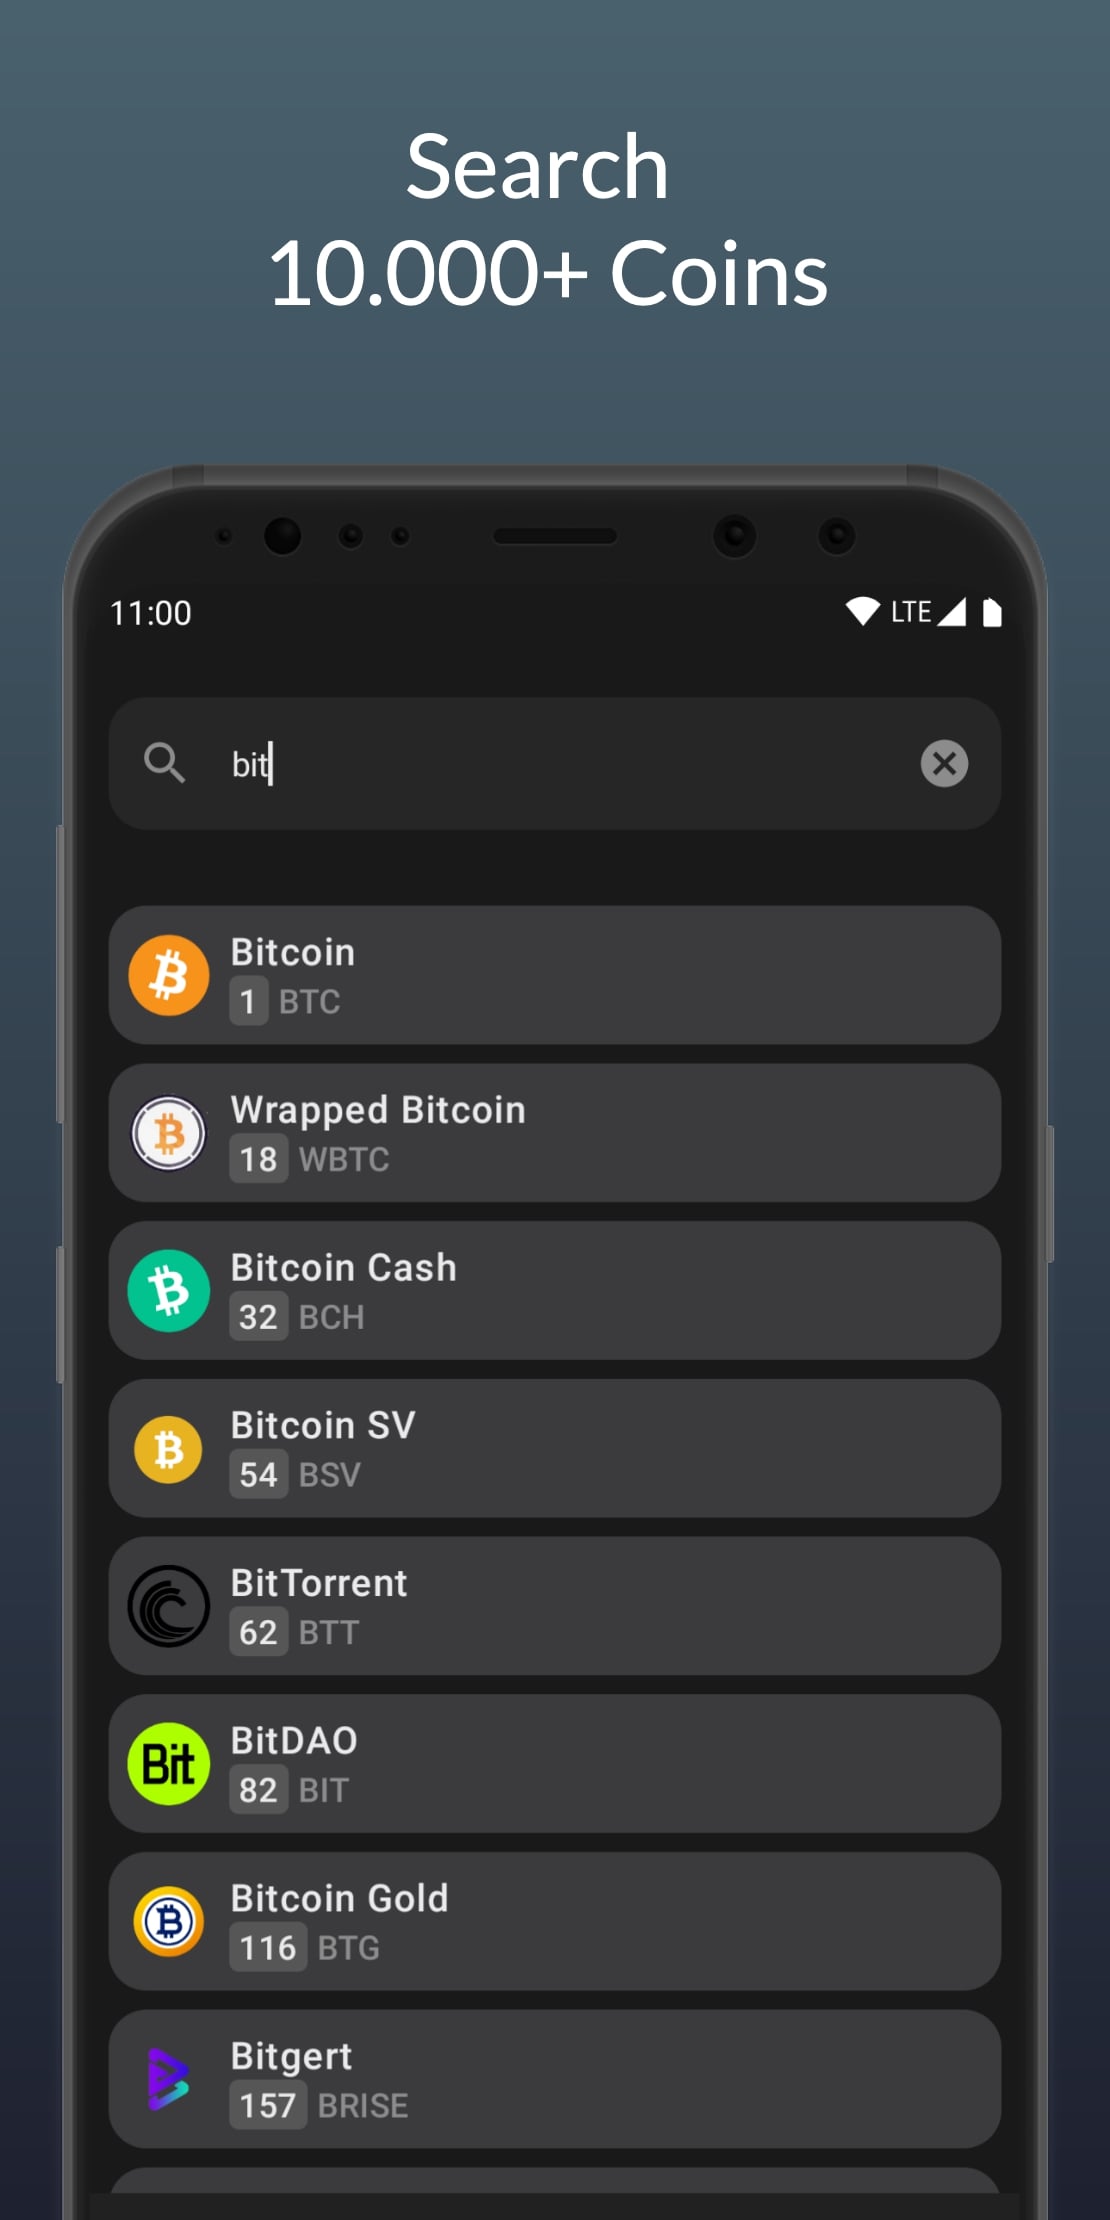 Search
10.000+ Coins
11:00 LTE
bit
Bitcoin
1 BTC
Wrapped Bitcoin
18 WBTC
Bitcoin Cash
32 BCH
Bitcoin SV
54 BSV
BitTorrent
62 BTT
Bit
BitDAO
82 BIT
Bitcoin Gold
116 BTG
Bitgert
157 BRISE